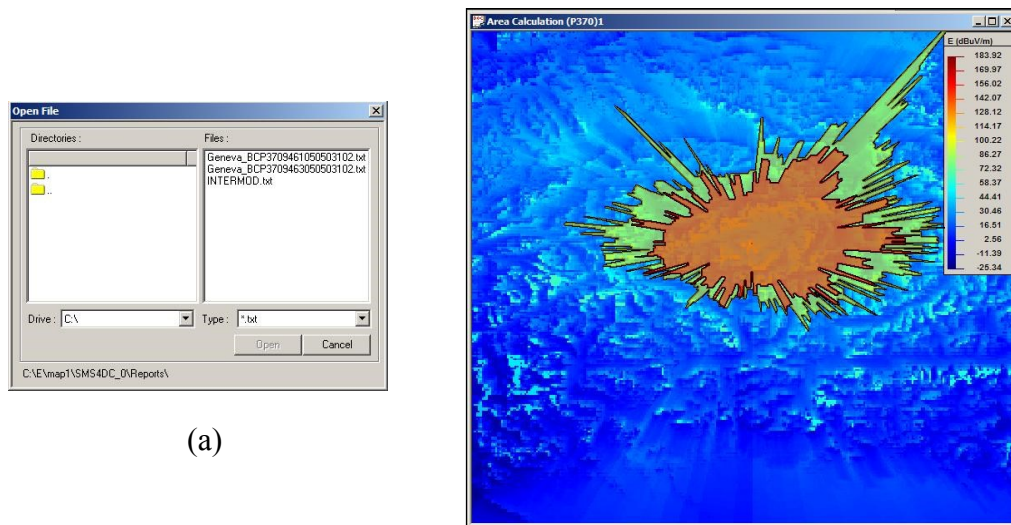 Open File
Directories :
Files :
.
..
Geneva_BCP3709461050503102.txt
Geneva_BCP3709463050503102.txt
INTERMOD.txt
Drive : C:\
Type : *.txt
Open
Cancel
C:\E\map1\SMS4DC_0\Reports\
(a)
Area Calculation (P370)1
E (dBuV/m)
183.92
169.97
156.02
142.07
128.12
114.17
100.22
86.27
72.32
58.37
44.41
30.46
16.51
2.56
-11.39
-25.34